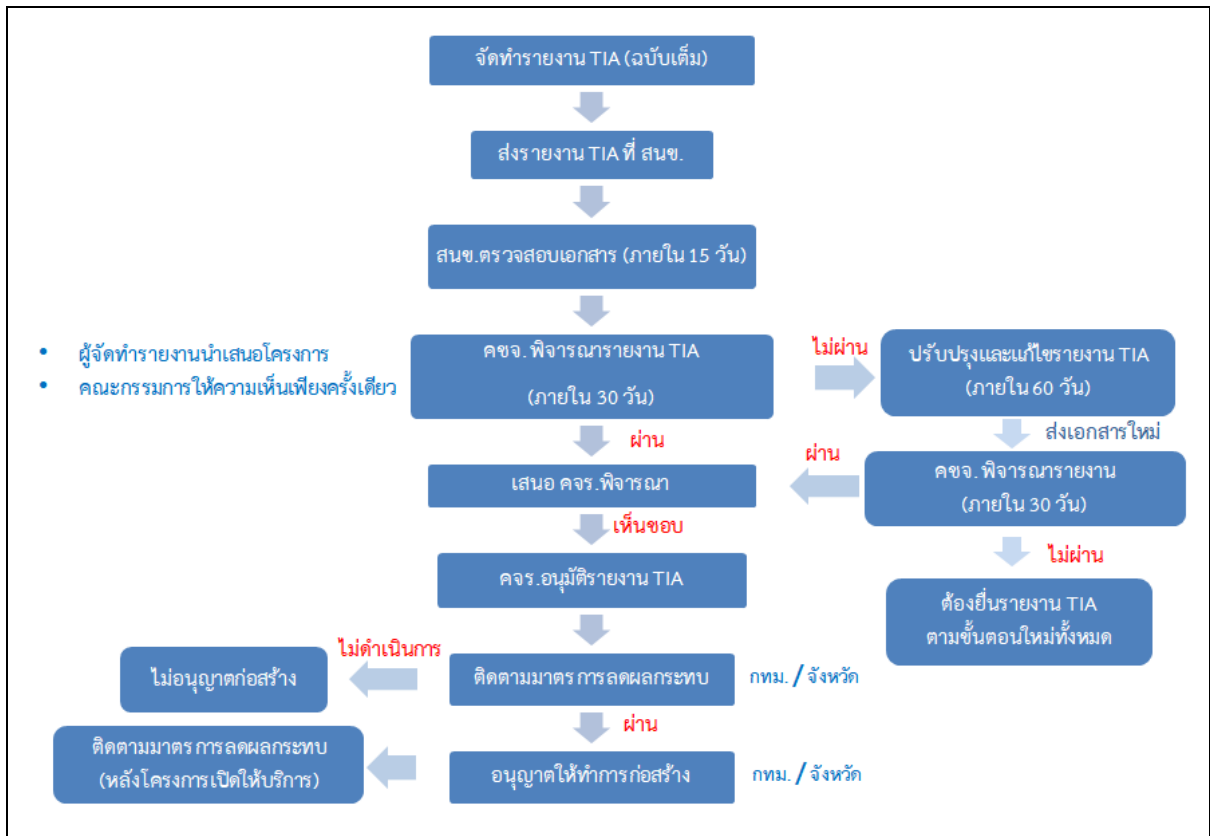 จัดทำรายงาน TIA (ฉบับเต็ม)
ส่งรายงาน TIA ที่ สนข.
สนข.ตรวจสอบเอกสาร (ภายใน 15 วัน)
• ผู้จัดทำรายงานนำเสนอโครงการ
• คณะกรรมการให้ความเห็นเพียงครั้งเดียว
คชจ. พิจารณารายงาน TIA
(ภายใน 30 วัน)
ไม่ผ่าน
ปรับปรุงและแก้ไขรายงาน TIA
(ภายใน 60 วัน)
ส่งเอกสารใหม่
ผ่าน
ผ่าน
คชจ. พิจารณารายงาน
(ภายใน 30 วัน)
เสนอ คจร.พิจารณา
เห็นชอบ
ไม่ผ่าน
คจร.อนุมัติรายงาน TIA
ต้องยื่นรายงาน TIA
ตามขั้นตอนใหม่ทั้งหมด
ไม่ดำเนินการ
ไม่อนุญาตก่อสร้าง
ติดตามมาตรการลดผลกระทบ
กทม. / จังหวัด
ผ่าน
ติดตามมาตรการลดผลกระทบ
(หลังโครงการเปิดให้บริการ)
อนุญาตให้ทำการก่อสร้าง
กทม. / จังหวัด